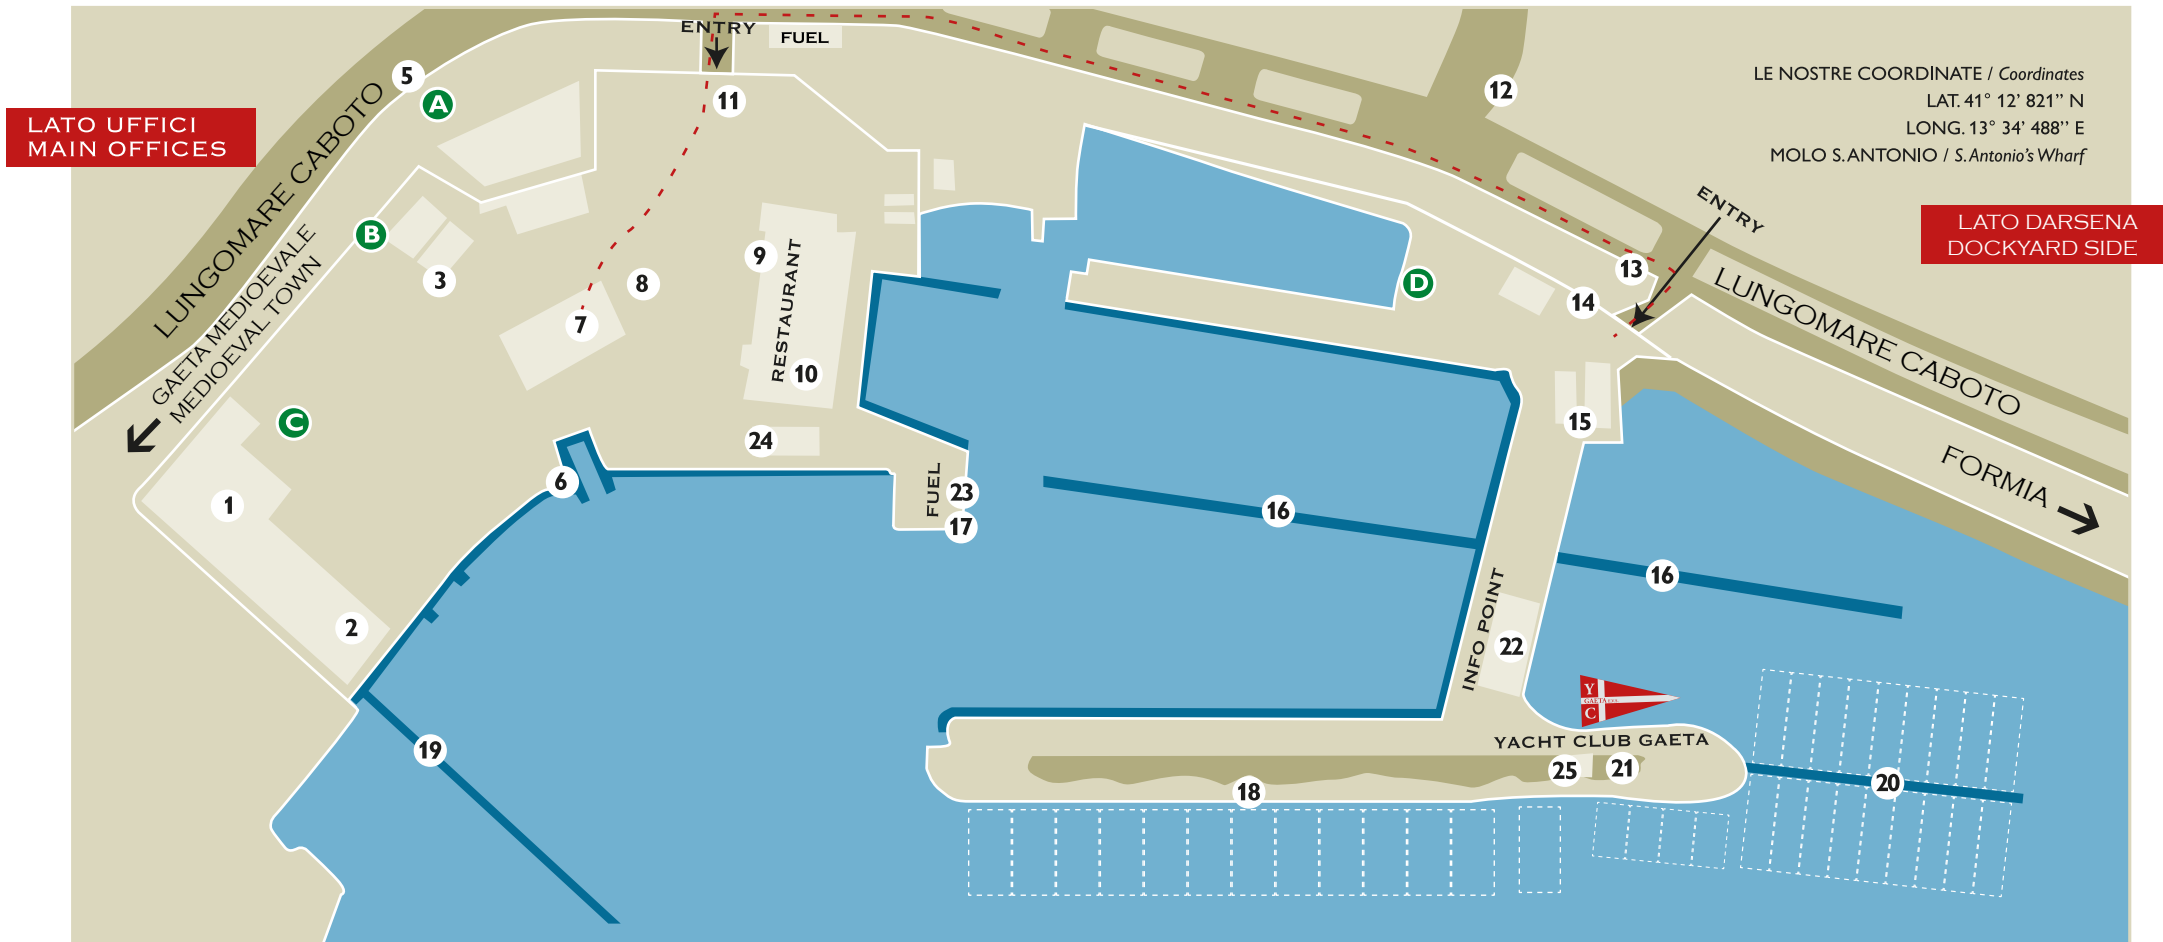 ENTRY
FUEL
5
A
11
12
LE NOSTRE COORDINATE / Coordinates
LAT. 41° 12’ 821’’ N
LONG. 13° 34’ 488’’ E
MOLO S. ANTONIO / S. Antonio’s Wharf
LATO UFFICI
MAIN OFFICES
LUNGOMARE CABOTO
GAETA MEDIOEVALE
MEDIOEVAL TOWN
B
3
8
7
9
RESTAURANT
10
24
C
1
2
6
FUEL
23
17
19
D
ENTRY
LATO DARSENA
DOCKYARD SIDE
13
14
LUNGOMARE CABOTO
FORMIA
15
16
16
INFO POINT
22
Y
GAETA
C
YACHT CLUB GAETA
25
21
18
20